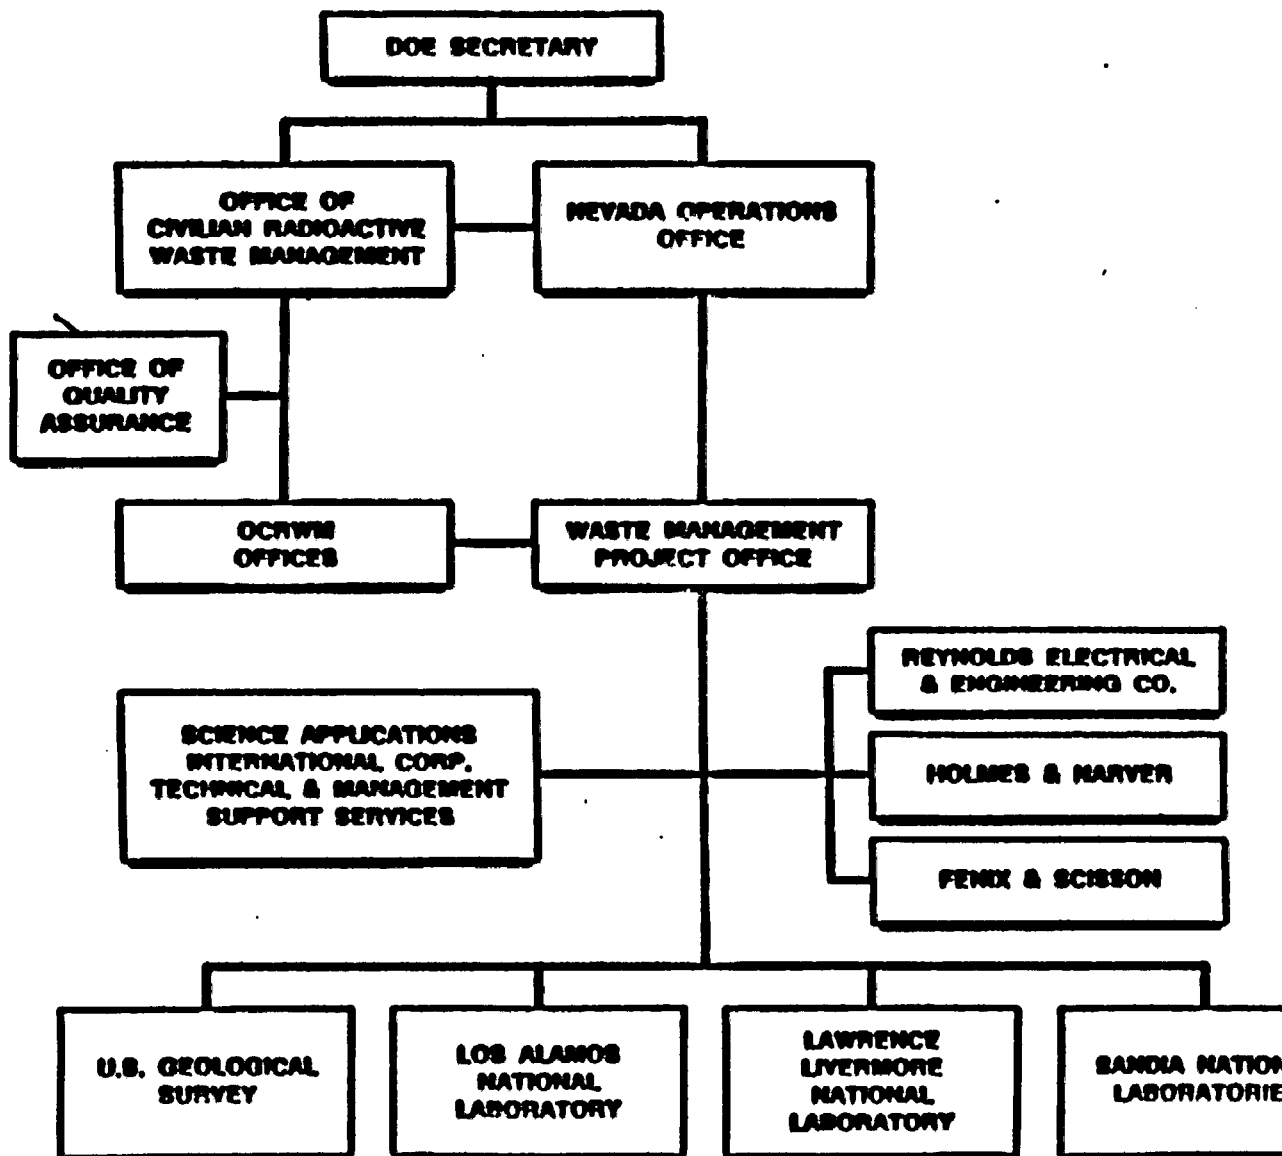 DOE SECRETARY
OFFICE OF
CIVILIAN RADIOACTIVE
WASTE MANAGEMENT
NEVADA OPERATIONS
OFFICE
OFFICE OF
QUALITY
ASSURANCE
OCRWM
OFFICES
WASTE MANAGEMENT
PROJECT OFFICE
REYNOLDS ELECTRICAL
& ENGINEERING CO.
SCIENCE APPLICATIONS
INTERNATIONAL CORP.
TECHNICAL & MANAGEMENT
SUPPORT SERVICES
HOLMES & NARVER
FENIX & SCISSON
U.S. GEOLOGICAL
SURVEY
LOS ALAMOS
NATIONAL
LABORATORY
LAWRENCE
LIVERMORE
NATIONAL
LABORATORY
SANDIA NATION
LABORATORIE